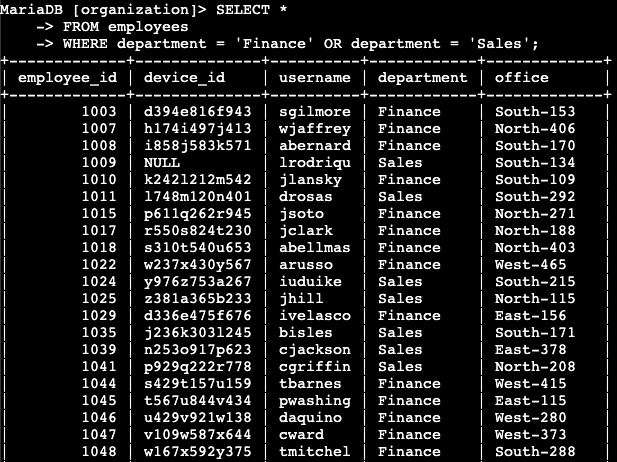 MariaDB [organization]> SELECT *
    -> FROM employees
    -> WHERE department = 'Finance' OR department = 'Sales';
+-------------+--------------+----------+------------+-----------+
| employee_id | device_id    | username | department | office    |
+-------------+--------------+----------+------------+-----------+
|        1003 | d394e816f943 | sgilmore | Finance    | South-153 |
|        1007 | h174i497j413 | wjaffrey | Finance    | North-406 |
|        1008 | i858j583k571 | abernard | Finance    | South-170 |
|        1009 | NULL         | lrodriqu | Sales      | South-134 |
|        1010 | k242l212m542 | jlansky  | Finance    | South-109 |
|        1011 | l748m120n401 | drosas   | Sales      | South-292 |
|        1015 | p611q262r945 | jsoto    | Finance    | North-271 |
|        1017 | r550s824t230 | jclark   | Finance    | North-188 |
|        1018 | s310t540u653 | abellmas | Finance    | North-403 |
|        1022 | w237x430y567 | arusso   | Finance    | West-465  |
|        1024 | y976z753a267 | iuduike  | Sales      | South-215 |
|        1025 | z381a365b233 | jhill    | Sales      | North-115 |
|        1029 | d336e475f676 | ivelasco | Finance    | East-156  |
|        1035 | j236k303l245 | bisles   | Sales      | South-171 |
|        1039 | n253o917p623 | cjackson | Sales      | East-378  |
|        1041 | p929q222r778 | cgriffin | Sales      | North-208 |
|        1044 | s429t157u159 | tbarnes  | Finance    | West-415  |
|        1045 | t567u844v434 | pwashing | Finance    | East-115  |
|        1046 | u429v921w138 | daquino  | Finance    | West-280  |
|        1047 | v109w587x644 | cward    | Finance    | West-373  |
|        1048 | w167x592y375 | tmitchel | Finance    | South-288 |